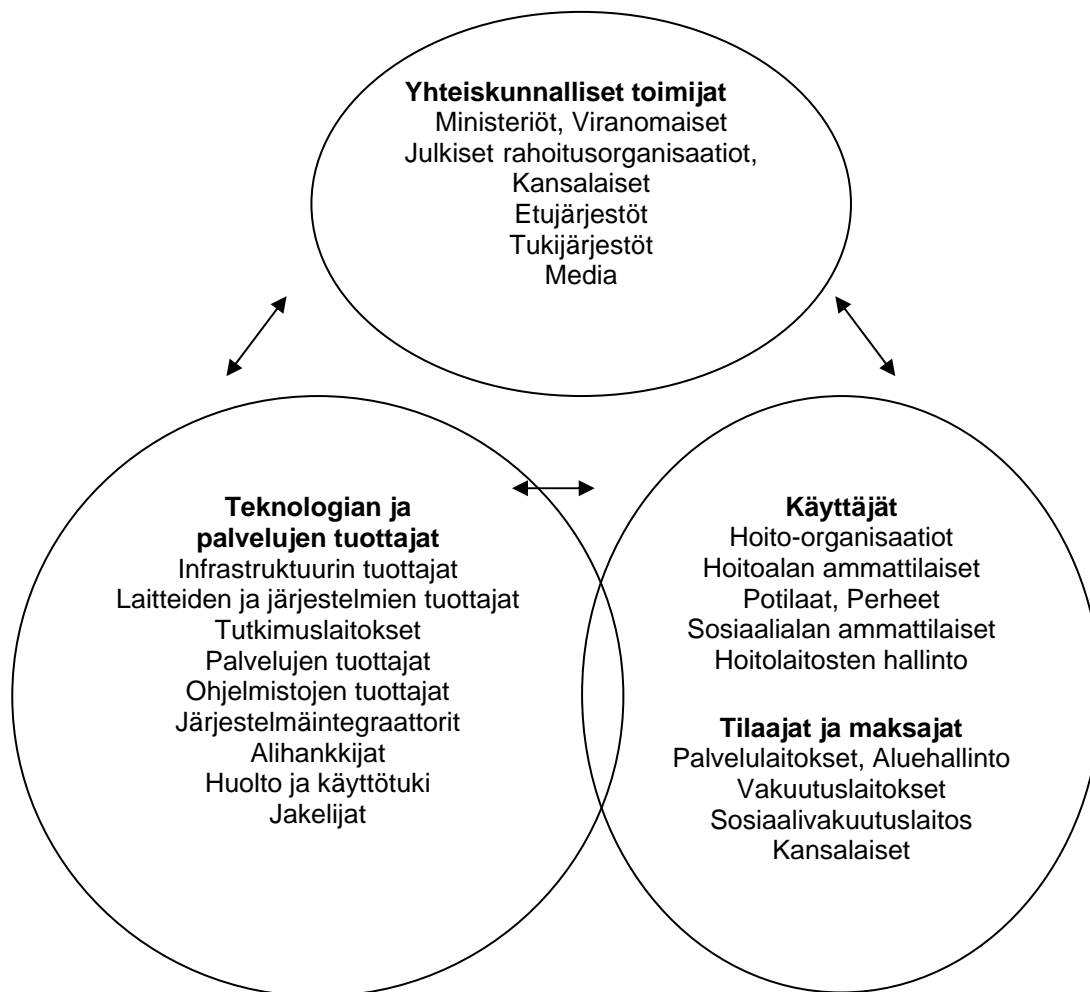 Yhteiskunnalliset toimijat
Ministeriöt, Viranomaiset
Julkiset rahoitusorganisaatiot,
Kansalaiset
Etujärjestöt
Tukijärjestöt
Media
Teknologian ja
palvelujen tuottajat
Infrastruktuurin tuottajat
Laitteiden ja järjestelmien tuottajat
Tutkimuslaitokset
Palvelujen tuottajat
Ohjelmistojen tuottajat
Järjestelmäintegraattorit
Alihankkijat
Huolto ja käyttötuki
Jakelijat
Käyttäjät
Hoito-organisaatiot
Hoitoalan ammattilaiset
Potilaat, Perheet
Sosiaalialan ammattilaiset
Hoitolaitosten hallinto
Tilaajat ja maksajat
Palvelulaitokset, Aluehallinto
Vakuutuslaitokset
Sosiaalivakuutuslaitos
Kansalaiset